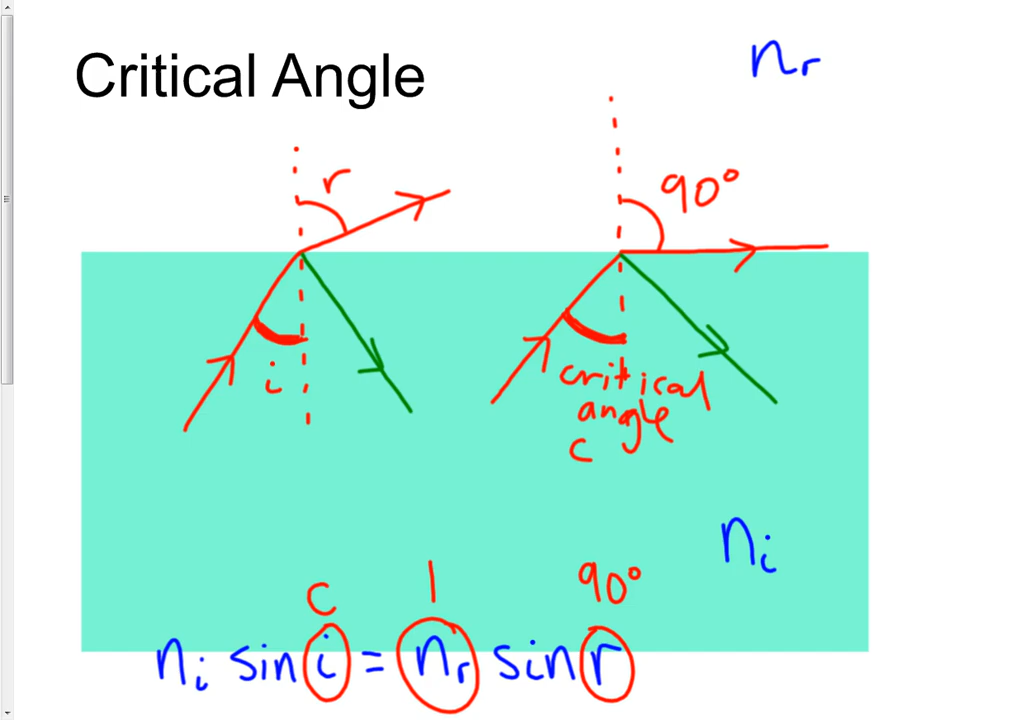 Critical Angle
nᵣ
r
90°
i
critical
angle
c
nᵢ
c 1 90°
nᵢ sin i = nᵣ sin r